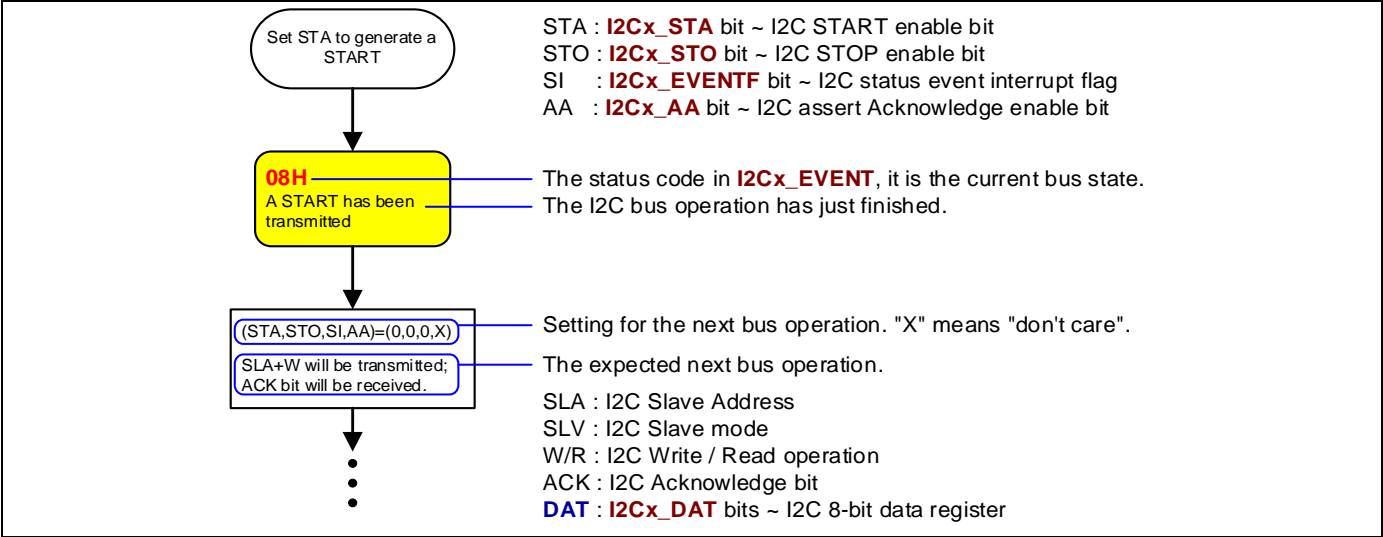 Set STA to generate a
START
STA : I2Cx_STA bit ~ I2C START enable bit
STO : I2Cx_STO bit ~ I2C STOP enable bit
SI : I2Cx_EVENTF bit ~ I2C status event interrupt flag
AA : I2Cx_AA bit ~ I2C assert Acknowledge enable bit
08H
A START has been
transmitted
The status code in I2Cx_EVENT, it is the current bus state.
The I2C bus operation has just finished.
(STA,STO,SI,AA)=(0,0,0,X)
Setting for the next bus operation. "X" means "don't care".
SLA+W will be transmitted;
ACK bit will be received.
The expected next bus operation.
SLA : I2C Slave Address
SLV : I2C Slave mode
W/R : I2C Write / Read operation
ACK : I2C Acknowledge bit
DAT : I2Cx_DAT bits ~ I2C 8-bit data register